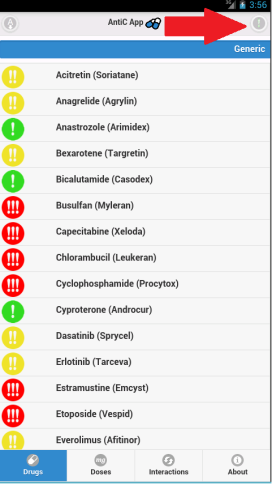 3G 3:56
AntiC App
!
Generic
!! Acitretin (Soriatane)
!! Anagrelide (Agrylin)
! Anastrozole (Arimidex)
!! Bexarotene (Targretin)
! Bicalutamide (Casodex)
!!! Busulfan (Myleran)
!!! Capecitabine (Xeloda)
!!! Chlorambucil (Leukeran)
!!! Cyclophosphamide (Procytox)
! Cyproterone (Androcur)
!! Dasatinib (Sprycel)
!! Erlotinib (Tarceva)
!!! Estramustine (Emcyst)
!!! Etoposide (Vespid)
!! Everolimus (Afitinor)
mg
Drugs Doses Interactions About